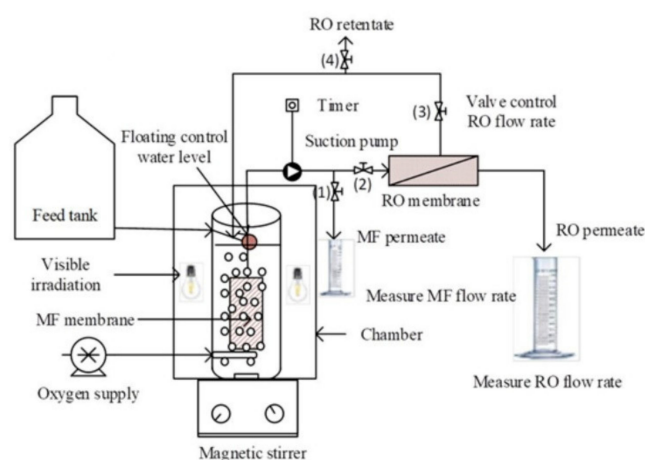 RO retentate
(4)
(3)
Valve control
RO flow rate
Timer
Floating control
water level
Suction pump
(2)
(1)
RO membrane
Feed tank
MF permeate
RO permeate
Visible
irradiation
Measure MF flow rate
MF membrane
Chamber
Oxygen supply
Measure RO flow rate
Magnetic stirrer